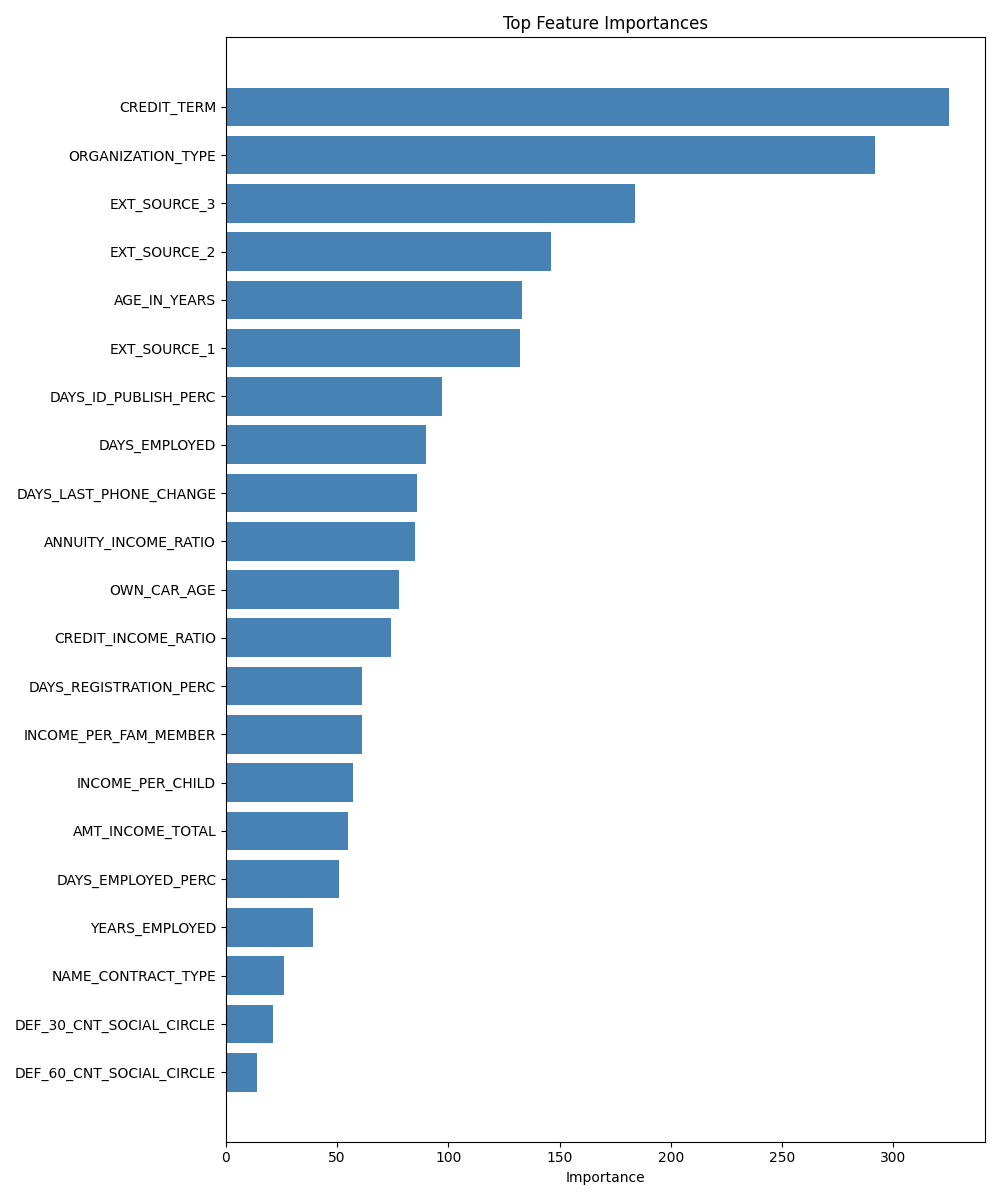 Top Feature Importances
CREDIT_TERM
ORGANIZATION_TYPE
EXT_SOURCE_3
EXT_SOURCE_2
AGE_IN_YEARS
EXT_SOURCE_1
DAYS_ID_PUBLISH_PERC
DAYS_EMPLOYED
DAYS_LAST_PHONE_CHANGE
ANNUITY_INCOME_RATIO
OWN_CAR_AGE
CREDIT_INCOME_RATIO
DAYS_REGISTRATION_PERC
INCOME_PER_FAM_MEMBER
INCOME_PER_CHILD
AMT_INCOME_TOTAL
DAYS_EMPLOYED_PERC
YEARS_EMPLOYED
NAME_CONTRACT_TYPE
DEF_30_CNT_SOCIAL_CIRCLE
DEF_60_CNT_SOCIAL_CIRCLE
0 50 100 150 200 250 300
Importance